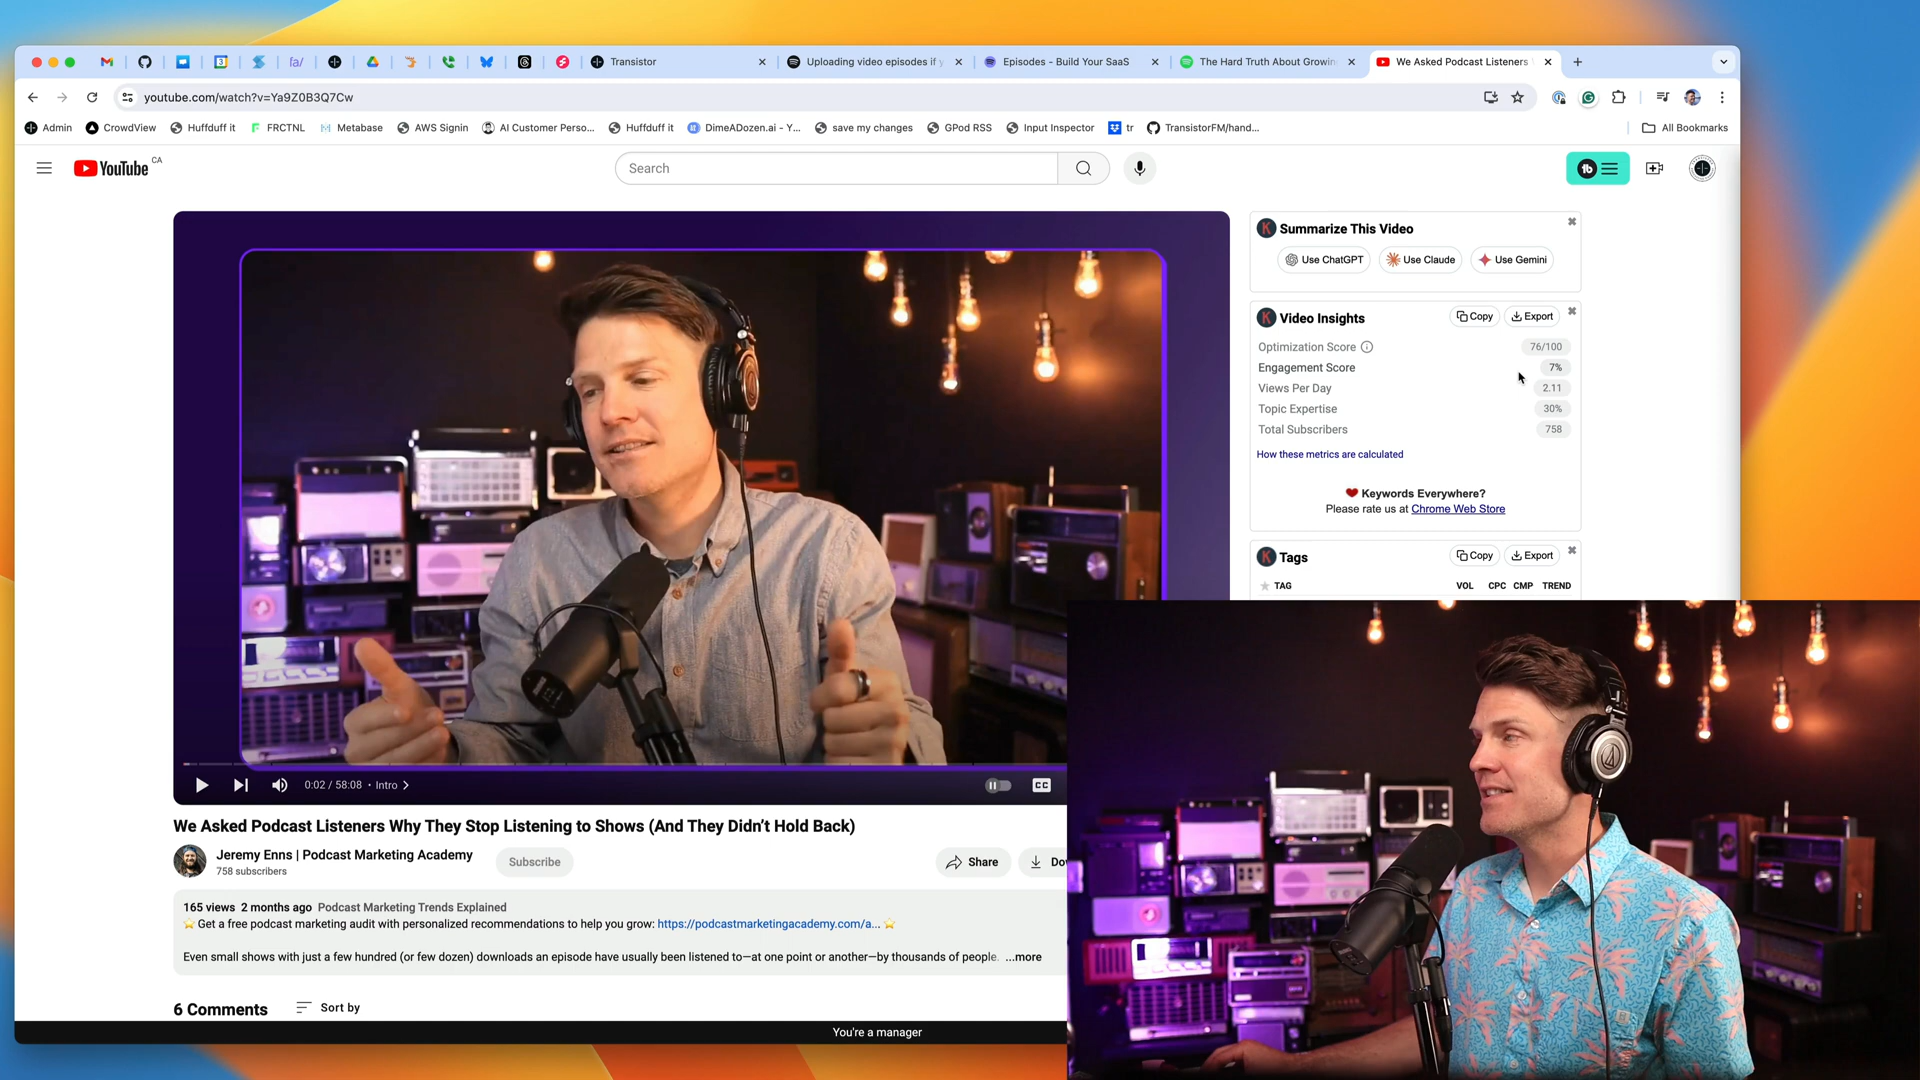 3
fa/
Transistor
Uploading video episodes if y
Episodes - Build Your SaaS
The Hard Truth About Growin
We Asked Podcast Listeners
youtube.com/watch?v=Ya9Z0B3Q7Cw
Admin
CrowdView
Huffduff it
FRCTNL
Metabase
AWS Signin
AI Customer Perso...
Huffduff it
DimeADozen.ai - Y...
save my changes
GPod RSS
Input Inspector
tr
TransistorFM/hand...
All Bookmarks
YouTube CA
Search
tb
K Summarize This Video
Use ChatGPT
Use Claude
Use Gemini
K Video Insights
Copy
Export
Optimization Score 76/100
Engagement Score 7%
Views Per Day 2.11
Topic Expertise 30%
Total Subscribers 758
How these metrics are calculated
Keywords Everywhere?
Please rate us at Chrome Web Store
K Tags
Copy
Export
TAG VOL CPC CMP TREND
0:02 / 58:08 • Intro
CC
We Asked Podcast Listeners Why They Stop Listening to Shows (And They Didn’t Hold Back)
Jeremy Enns | Podcast Marketing Academy
758 subscribers
Subscribe
Share
Do
165 views 2 months ago Podcast Marketing Trends Explained
Get a free podcast marketing audit with personalized recommendations to help you grow: https://podcastmarketingacademy.com/a...
Even small shows with just a few hundred (or few dozen) downloads an episode have usually been listened to—at one point or another—by thousands of people. ...more
6 Comments
Sort by
You're a manager